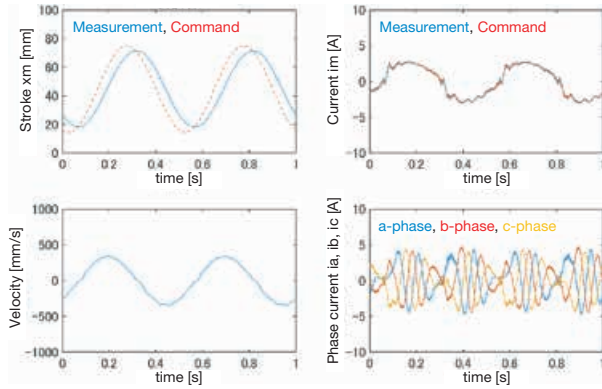 Measurement, Command
Stroke xm [mm]
100
80
60
40
20
0
0 0.2 0.4 0.6 0.8 1
time [s]
Measurement, Command
Current im [A]
10
5
0
-5
-10
0 0.2 0.4 0.6 0.8 1
time [s]
Velocity [mm/s]
1000
500
0
-500
-1000
0 0.2 0.4 0.6 0.8 1
time [s]
a-phase, b-phase, c-phase
Phase current ia, ib, ic [A]
10
5
0
-5
-10
0 0.2 0.4 0.6 0.8 1
time [s]